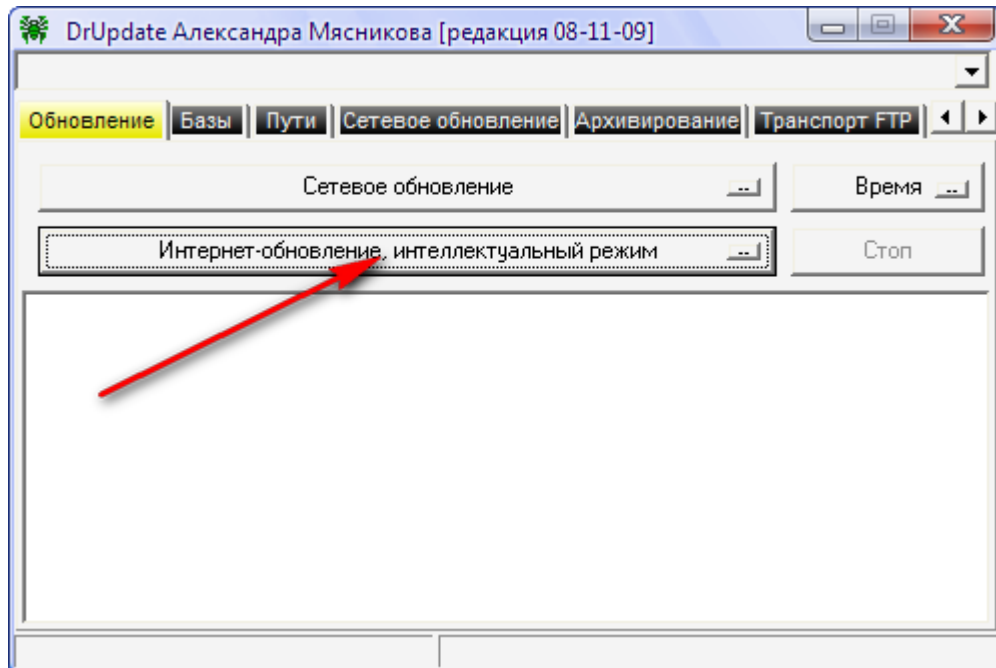 DrUpdate Александра Мясникова [редакция 08-11-09]
Обновление Базы Пути Сетевое обновление Архивирование Транспорт FTP
Сетевое обновление ... Время ...
Интернет-обновление, интеллектуальный режим ... Стоп